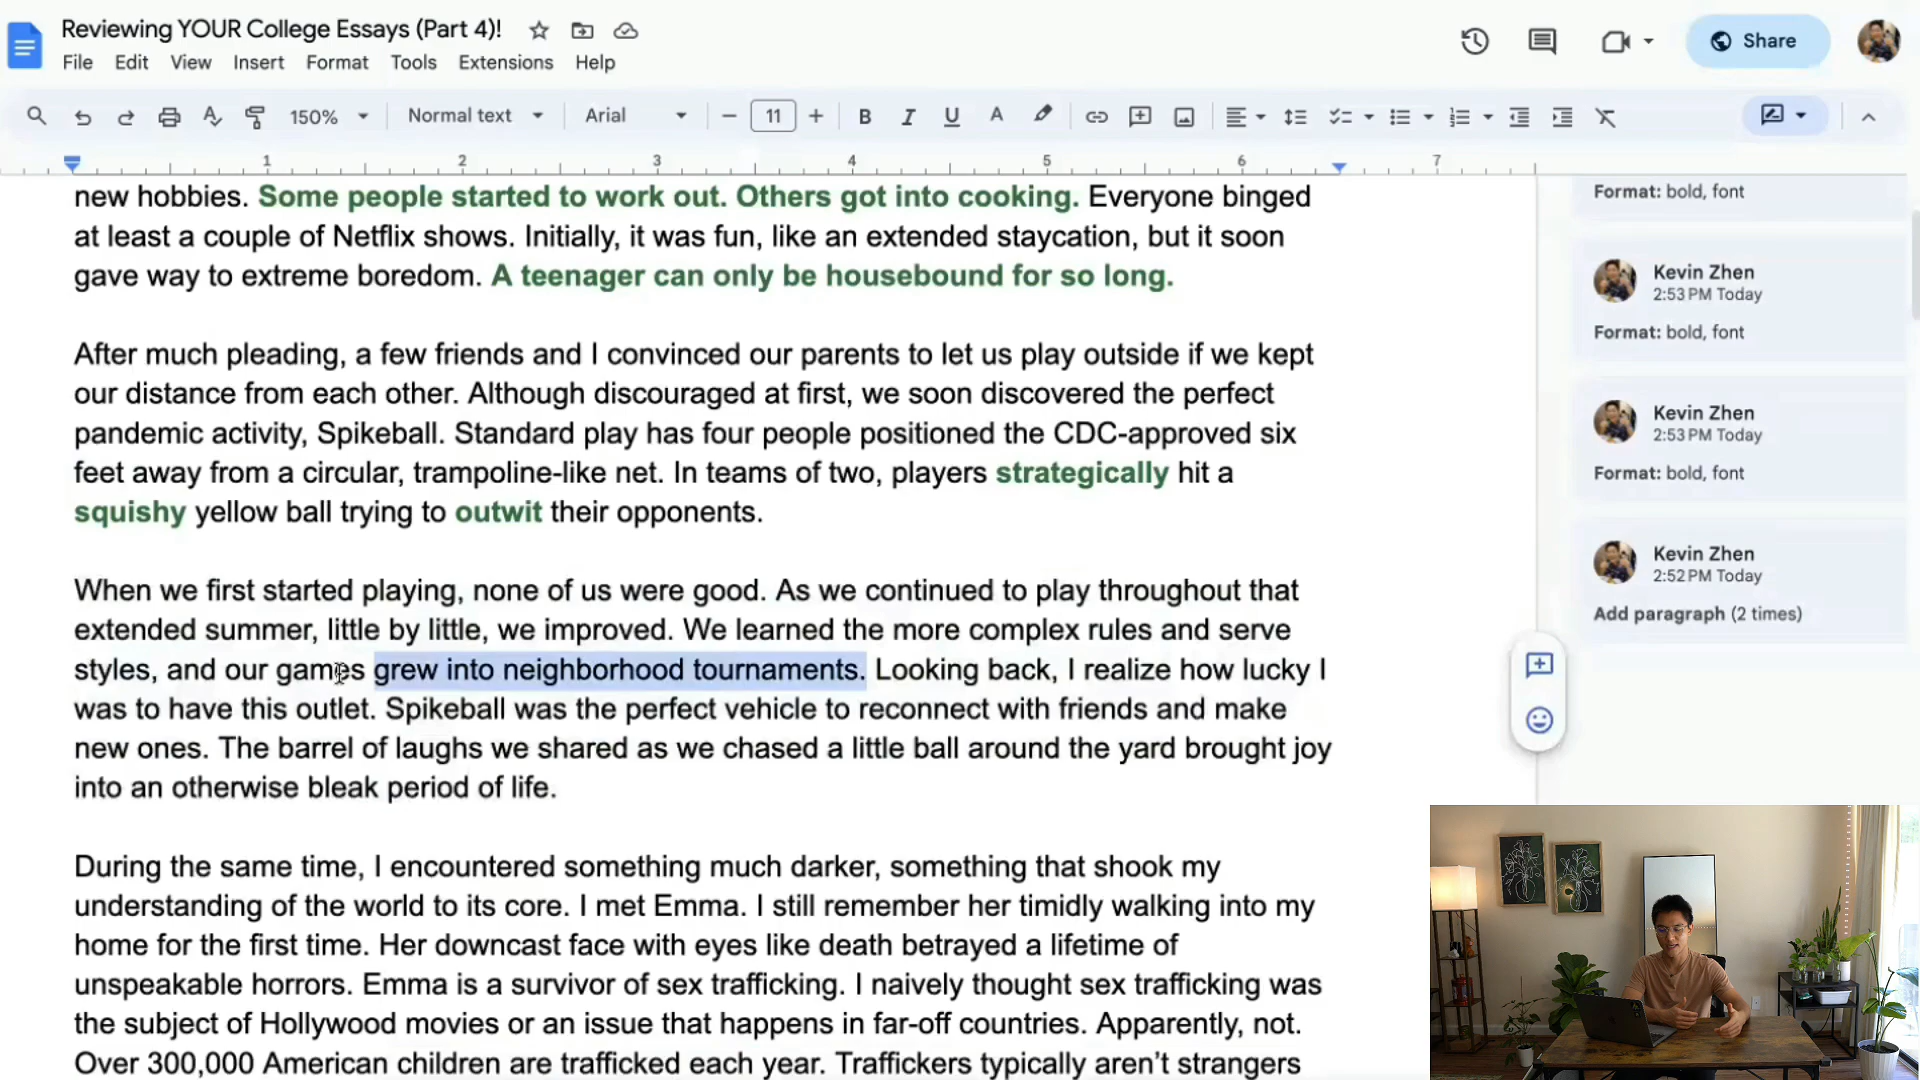 Reviewing YOUR College Essays (Part 4)!
File Edit View Insert Format Tools Extensions Help
Share
150% Normal text Arial 11
1 2 3 4 5 6 7
new hobbies. Some people started to work out. Others got into cooking. Everyone binged
at least a couple of Netflix shows. Initially, it was fun, like an extended staycation, but it soon
gave way to extreme boredom. A teenager can only be housebound for so long.
After much pleading, a few friends and I convinced our parents to let us play outside if we kept
our distance from each other. Although discouraged at first, we soon discovered the perfect
pandemic activity, Spikeball. Standard play has four people positioned the CDC-approved six
feet away from a circular, trampoline-like net. In teams of two, players strategically hit a
squishy yellow ball trying to outwit their opponents.
When we first started playing, none of us were good. As we continued to play throughout that
extended summer, little by little, we improved. We learned the more complex rules and serve
styles, and our games grew into neighborhood tournaments. Looking back, I realize how lucky I
was to have this outlet. Spikeball was the perfect vehicle to reconnect with friends and make
new ones. The barrel of laughs we shared as we chased a little ball around the yard brought joy
into an otherwise bleak period of life.
During the same time, I encountered something much darker, something that shook my
understanding of the world to its core. I met Emma. I still remember her timidly walking into my
home for the first time. Her downcast face with eyes like death betrayed a lifetime of
unspeakable horrors. Emma is a survivor of sex trafficking. I naively thought sex trafficking was
the subject of Hollywood movies or an issue that happens in far-off countries. Apparently, not.
Over 300,000 American children are trafficked each year. Traffickers typically aren't strangers
Format: bold, font
Kevin Zhen
2:53 PM Today
Format: bold, font
Kevin Zhen
2:53 PM Today
Format: bold, font
Kevin Zhen
2:52 PM Today
Add paragraph (2 times)